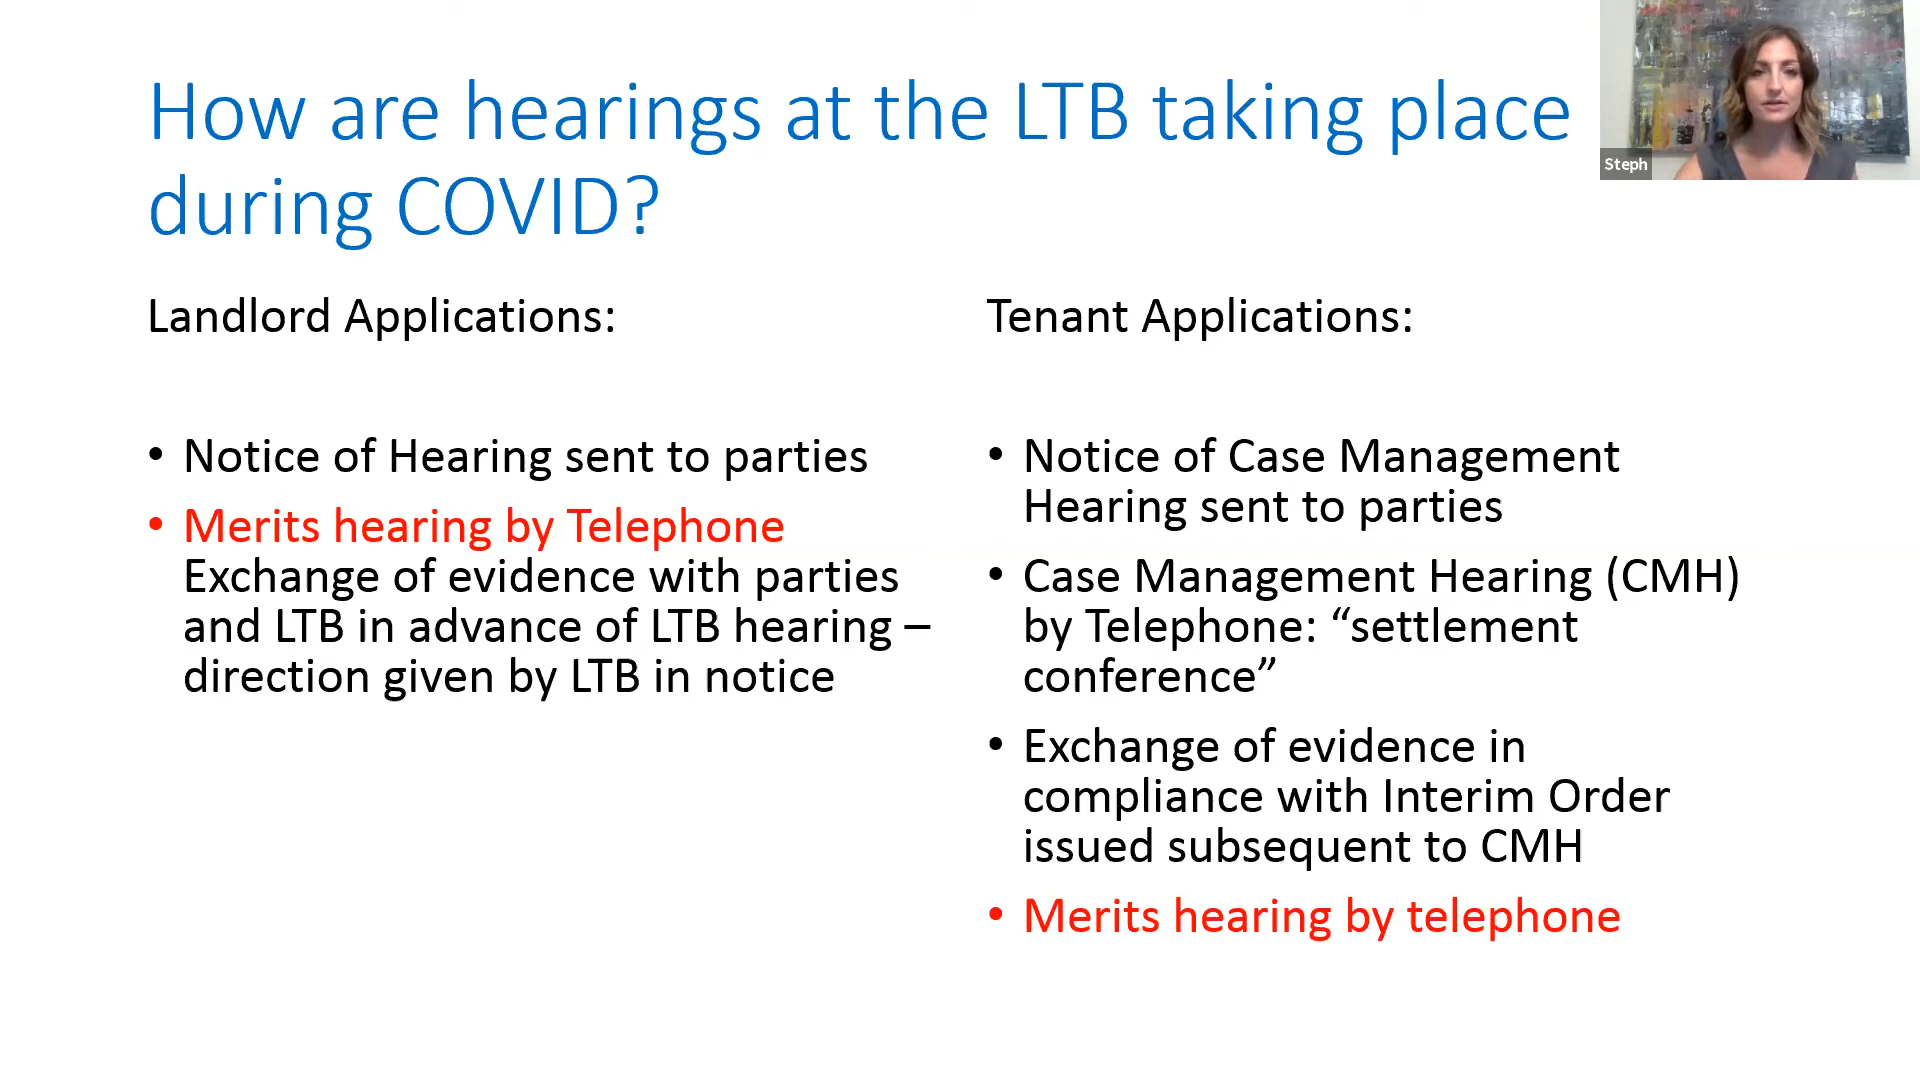 How are hearings at the LTB taking place
during COVID?
Steph
Landlord Applications:
• Notice of Hearing sent to parties
• Merits hearing by Telephone
Exchange of evidence with parties
and LTB in advance of LTB hearing –
direction given by LTB in notice
Tenant Applications:
• Notice of Case Management
Hearing sent to parties
• Case Management Hearing (CMH)
by Telephone: “settlement
conference”
• Exchange of evidence in
compliance with Interim Order
issued subsequent to CMH
• Merits hearing by telephone